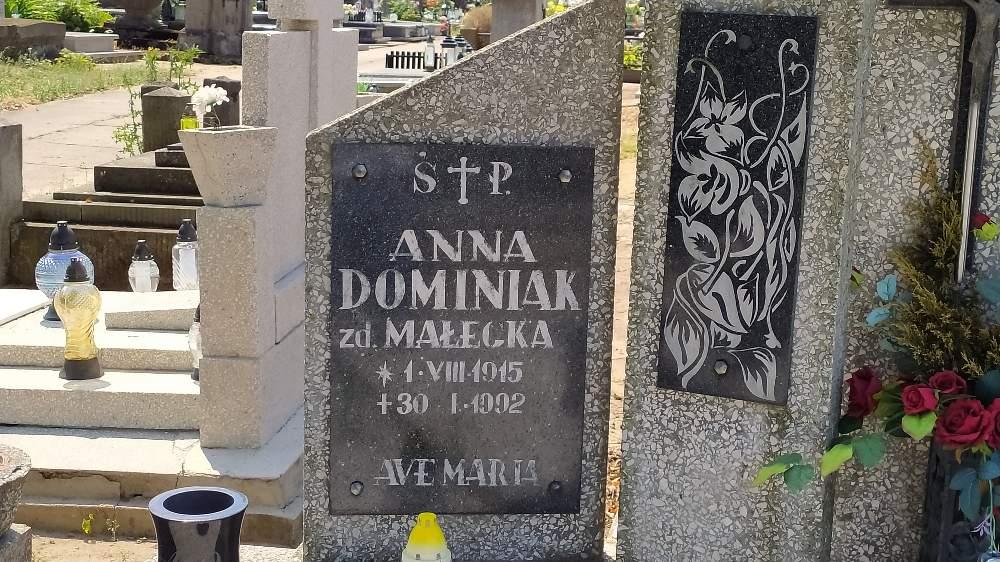 Ś † P.
ANNA
DOMINIAK
zd. MAŁECKA
* 1·VIII·1915
+ 30 I·1992
AVE MARIA